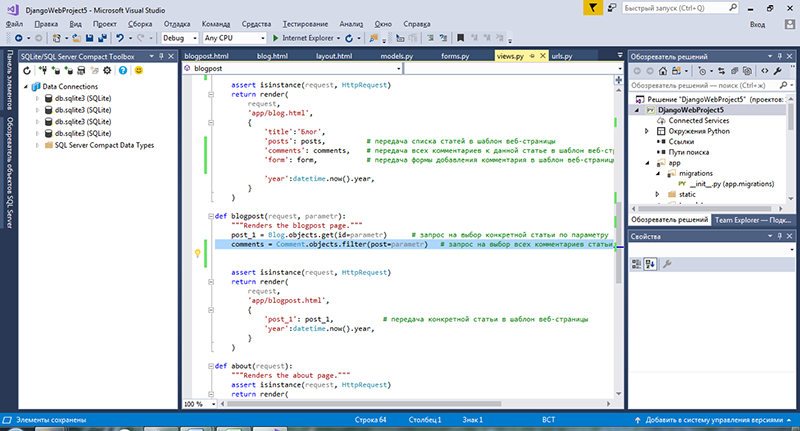 DjangoWebProject5 - Microsoft Visual Studio
Быстрый запуск (Ctrl+Q)
Файл Правка Вид Проект Сборка Отладка Команда Средства Тест Анализ Окно Справка
Вход
Debug Any CPU Internet Explorer
Панель элементов
Обозреватель объектов SQL Server
SQLite/SQL Server Compact Toolbox
Data Connections
db.sqlite3 (SQLite)
db.sqlite3 (SQLite)
db.sqlite3 (SQLite)
db.sqlite3 (SQLite)
SQL Server Compact Data Types
blogpost.html blog.html layout.html models.py forms.py views.py urls.py
blogpost
assert isinstance(request, HttpRequest)
return render(
request,
'app/blog.html',
{
'title':'Блог',
'posts': posts, # передача списка статей в шаблон веб-страницы
'comments': comments, # передача всех комментариев к данной статье в шаблон веб-ст
'form': form, # передача формы добавления комментария в шаблон веб-страницы
'year':datetime.now().year,
}
)
def blogpost(request, parametr):
"""Renders the blogpost page."""
post_1 = Blog.objects.get(id=parametr) # запрос на выбор конкретной статьи по параметру
comments = Comment.objects.filter(post=parametr) # запрос на выбор всех комментариев статьи
assert isinstance(request, HttpRequest)
return render(
request,
'app/blogpost.html',
{
'post_1': post_1, # передача конкретной статьи в шаблон веб-страницы
'year':datetime.now().year,
}
)
def about(request):
"""Renders the about page."""
assert isinstance(request, HttpRequest)
return render(
100 %
Обозреватель решений
Обозреватель решений — поиск (Ctrl+
Решение "DjangoWebProject5" (проектов:
DjangoWebProject5
Connected Services
Окружения Python
Ссылки
Пути поиска
app
migrations
__init__.py (app.migrations)
static
Обозреватель решений Team Explorer — Подкл...
Свойства
Элементы сохранены Строка 64 Столбец 1 Знак 1 ВСТ Добавить в систему управления версиями